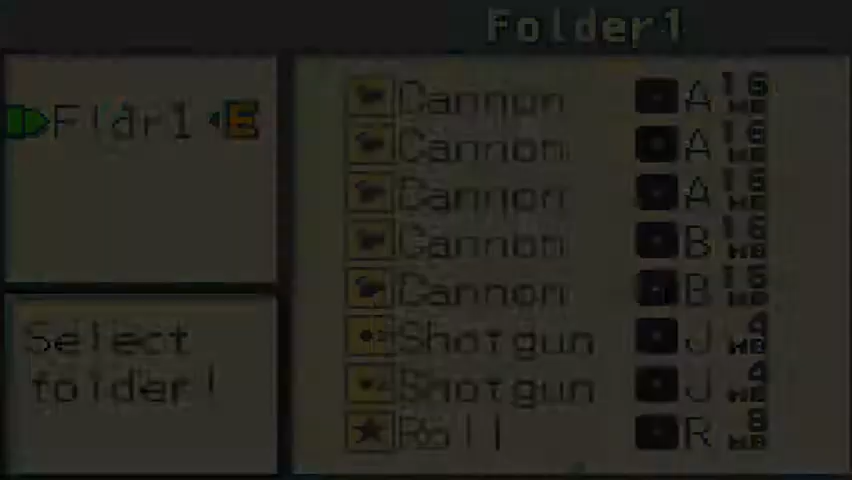 Folder1
Fldr1 E
Select
folder!
Cannon A 16 MB
Cannon A 16 MB
Cannon A 16 MB
Cannon B 16 MB
Cannon B 16 MB
Shotgun J 4 MB
Shotgun J 4 MB
Roll R 8 MB